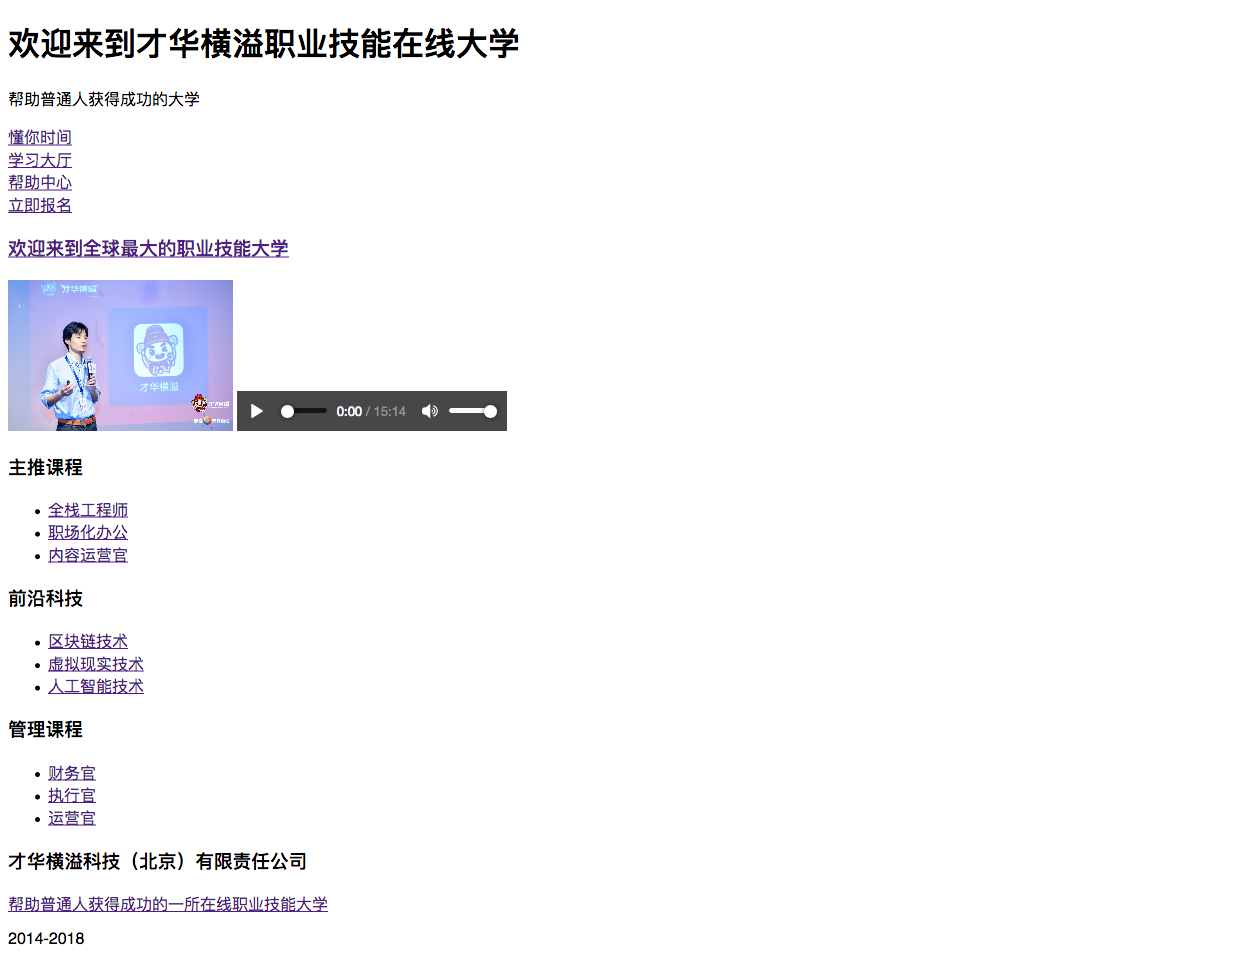 欢迎来到才华横溢职业技能在线大学
帮助普通人获得成功的大学
懂你时间
学习大厅
帮助中心
立即报名
欢迎来到全球最大的职业技能大学
才华横溢
才华横溢
0:00 / 15:14
主推课程
全栈工程师
职场化办公
内容运营官
前沿科技
区块链技术
虚拟现实技术
人工智能技术
管理课程
财务官
执行官
运营官
才华横溢科技（北京）有限责任公司
帮助普通人获得成功的一所在线职业技能大学
2014-2018